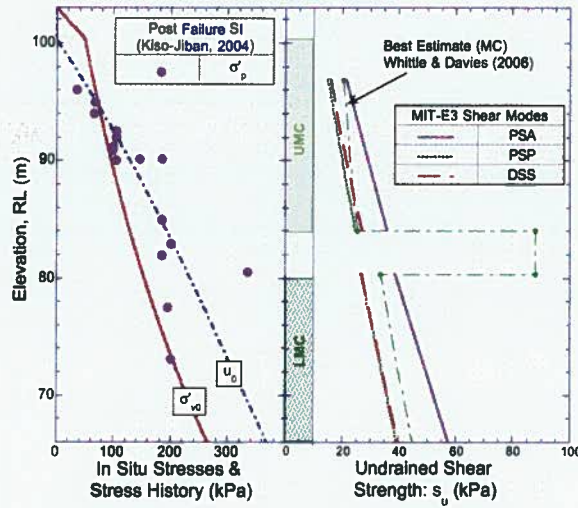 Post Failure SI
(Kiso-Jiban, 2004)
σ'p
Elevation, RL (m)
100
90
80
70
u0
σ'v0
0 100 200 300
In Situ Stresses &
Stress History (kPa)
UMC
LMC
Best Estimate (MC)
Whittle & Davies (2006)
MIT-E3 Shear Modes
PSA
PSP
DSS
20 40 60 80 100
Undrained Shear
Strength: su (kPa)